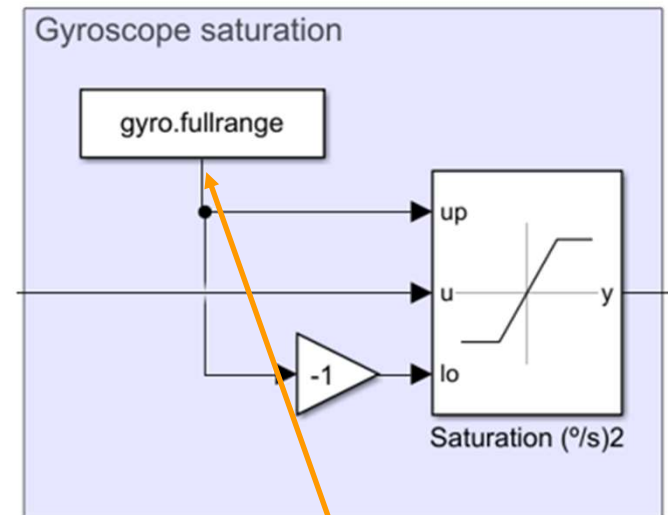 Gyroscope saturation
gyro.fullrange
up
u
y
-1
lo
Saturation (º/s)2